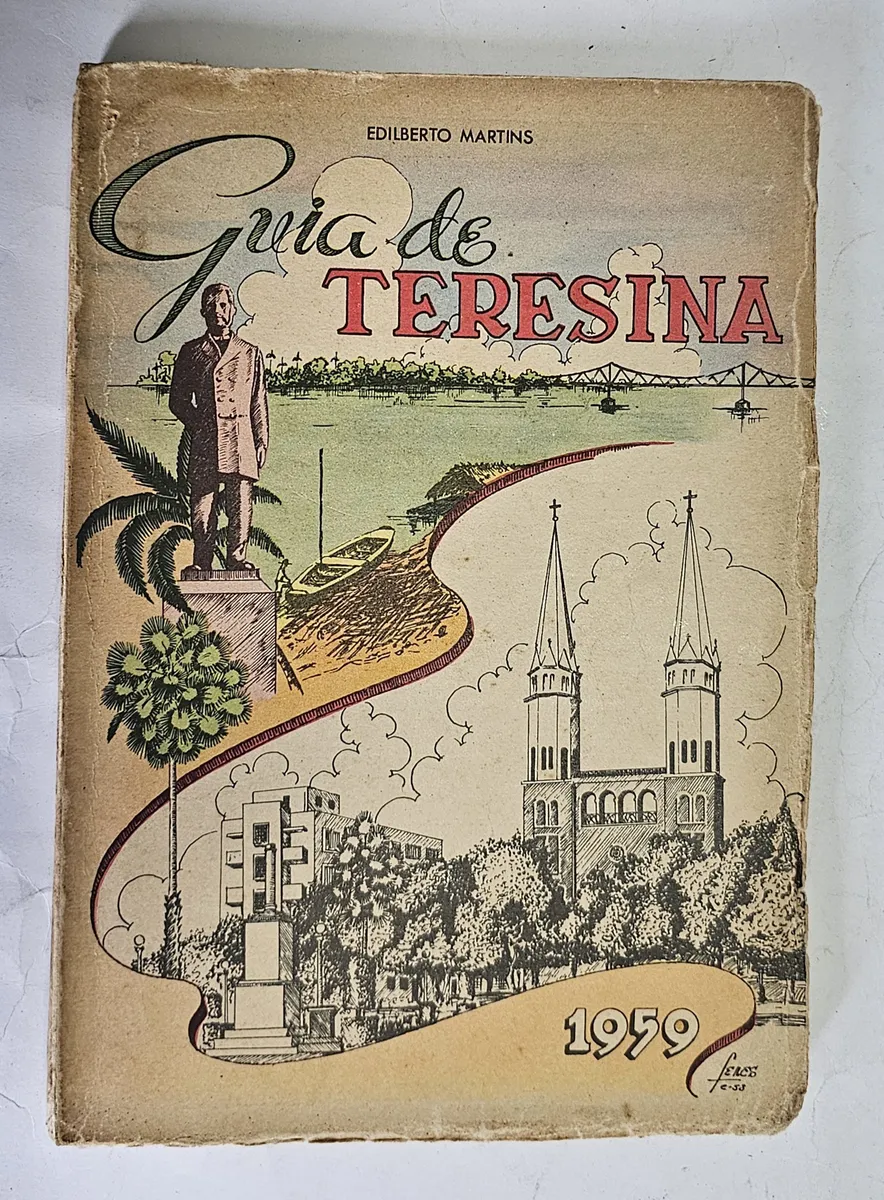 EDILBERTO MARTINS
Guia de
TERESINA
1959